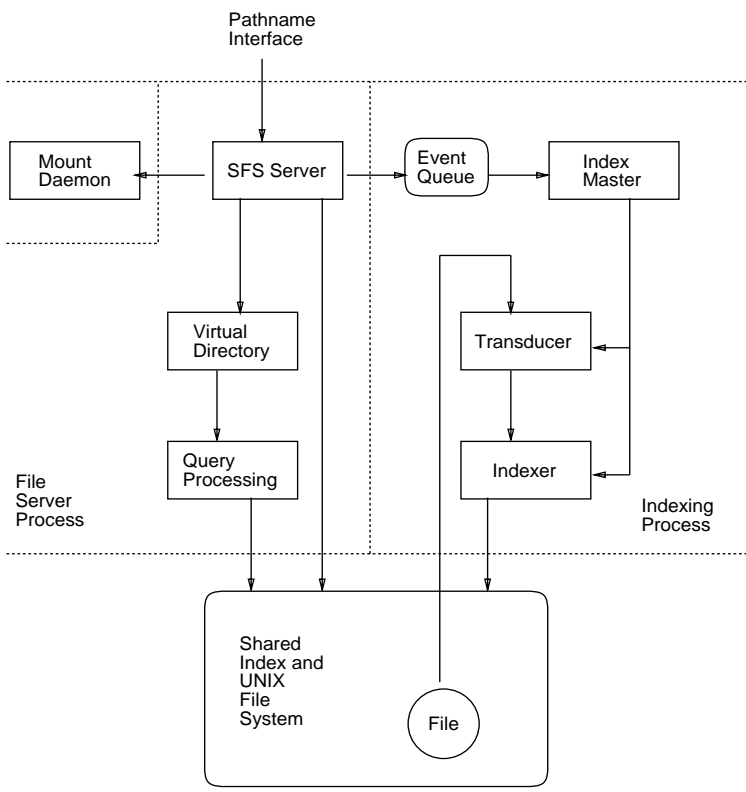 Pathname
Interface
Mount
Daemon
SFS Server
Event
Queue
Index
Master
Virtual
Directory
Transducer
Query
Processing
Indexer
File
Server
Process
Indexing
Process
Shared
Index and
UNIX
File
System
File